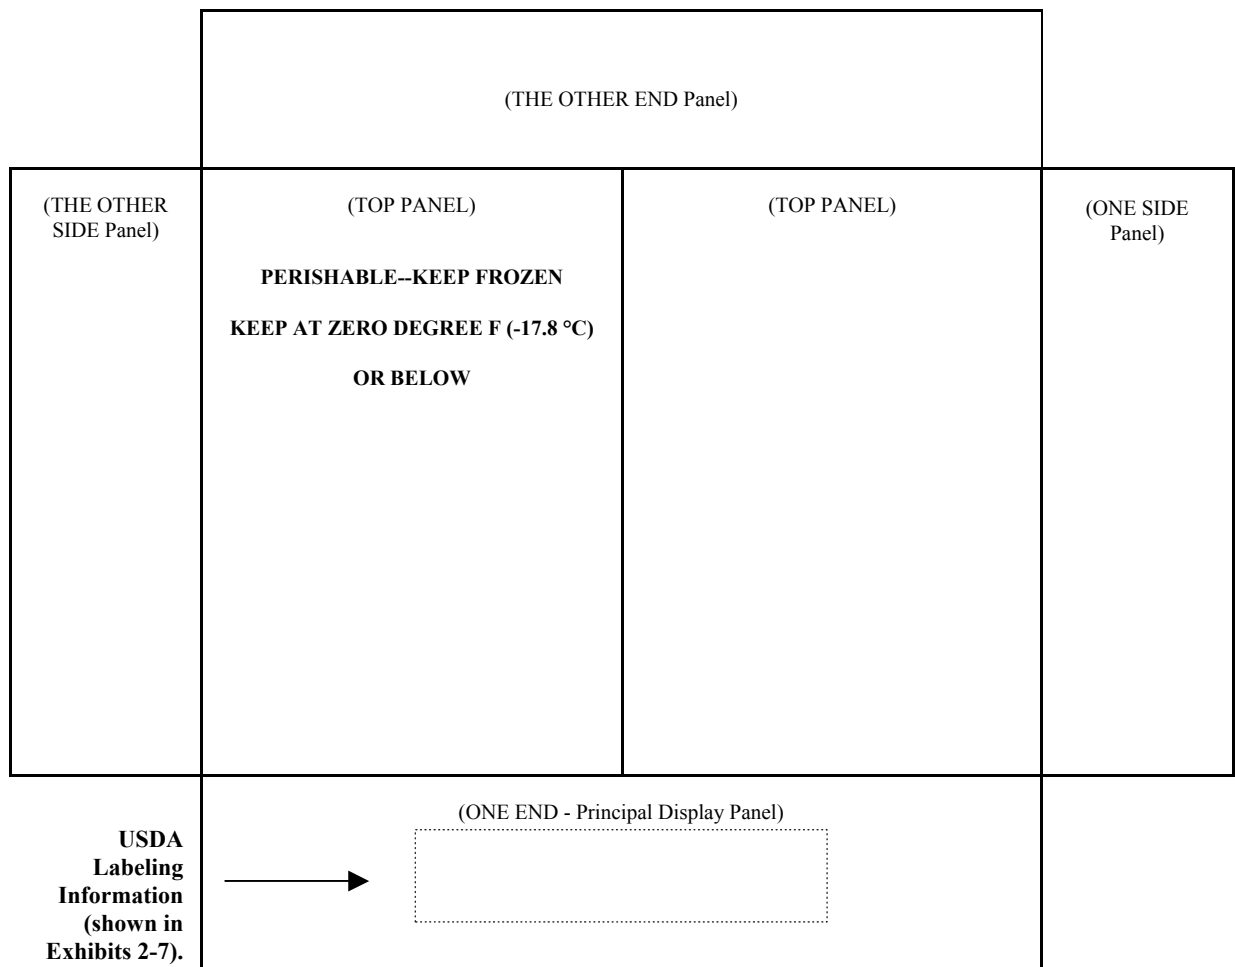 (THE OTHER END Panel)
(THE OTHER
SIDE Panel)
(TOP PANEL)
PERISHABLE--KEEP FROZEN
KEEP AT ZERO DEGREE F (-17.8 °C)
OR BELOW
(TOP PANEL)
(ONE SIDE
Panel)
(ONE END - Principal Display Panel)
USDA
Labeling
Information
(shown in
Exhibits 2-7).